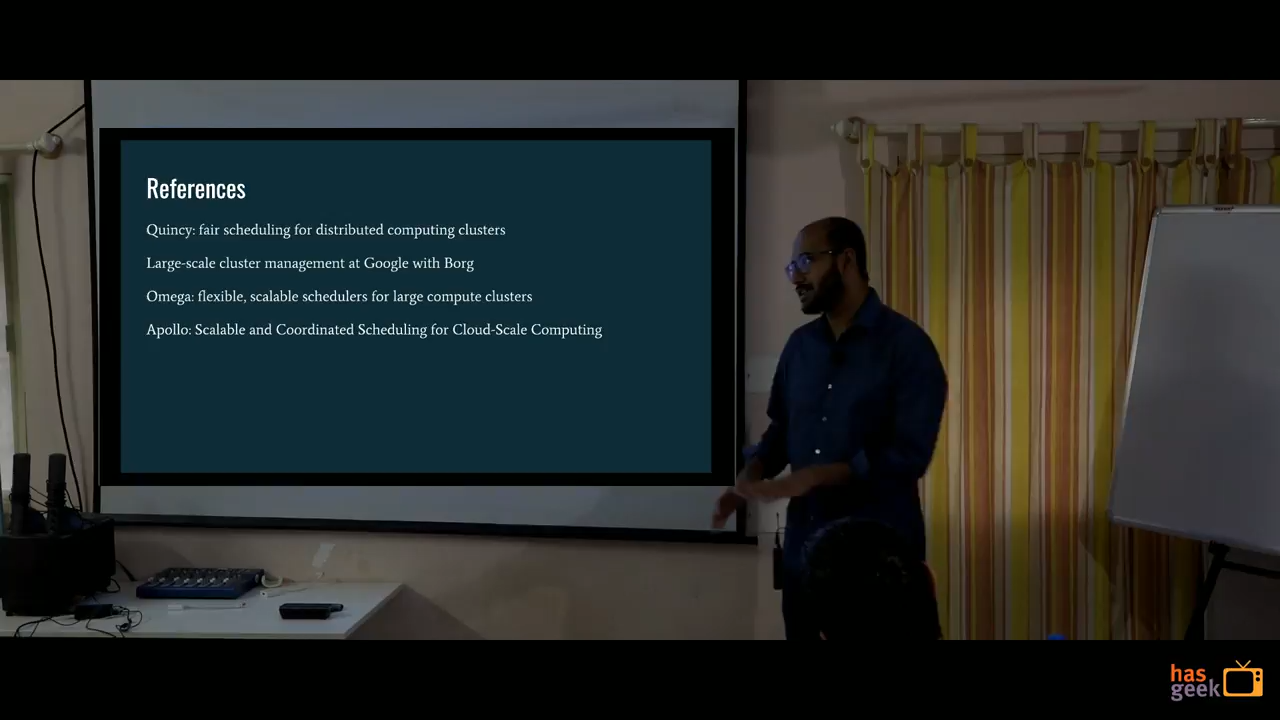 References
Quincy: fair scheduling for distributed computing clusters
Large-scale cluster management at Google with Borg
Omega: flexible, scalable schedulers for large compute clusters
Apollo: Scalable and Coordinated Scheduling for Cloud-Scale Computing
has
geek